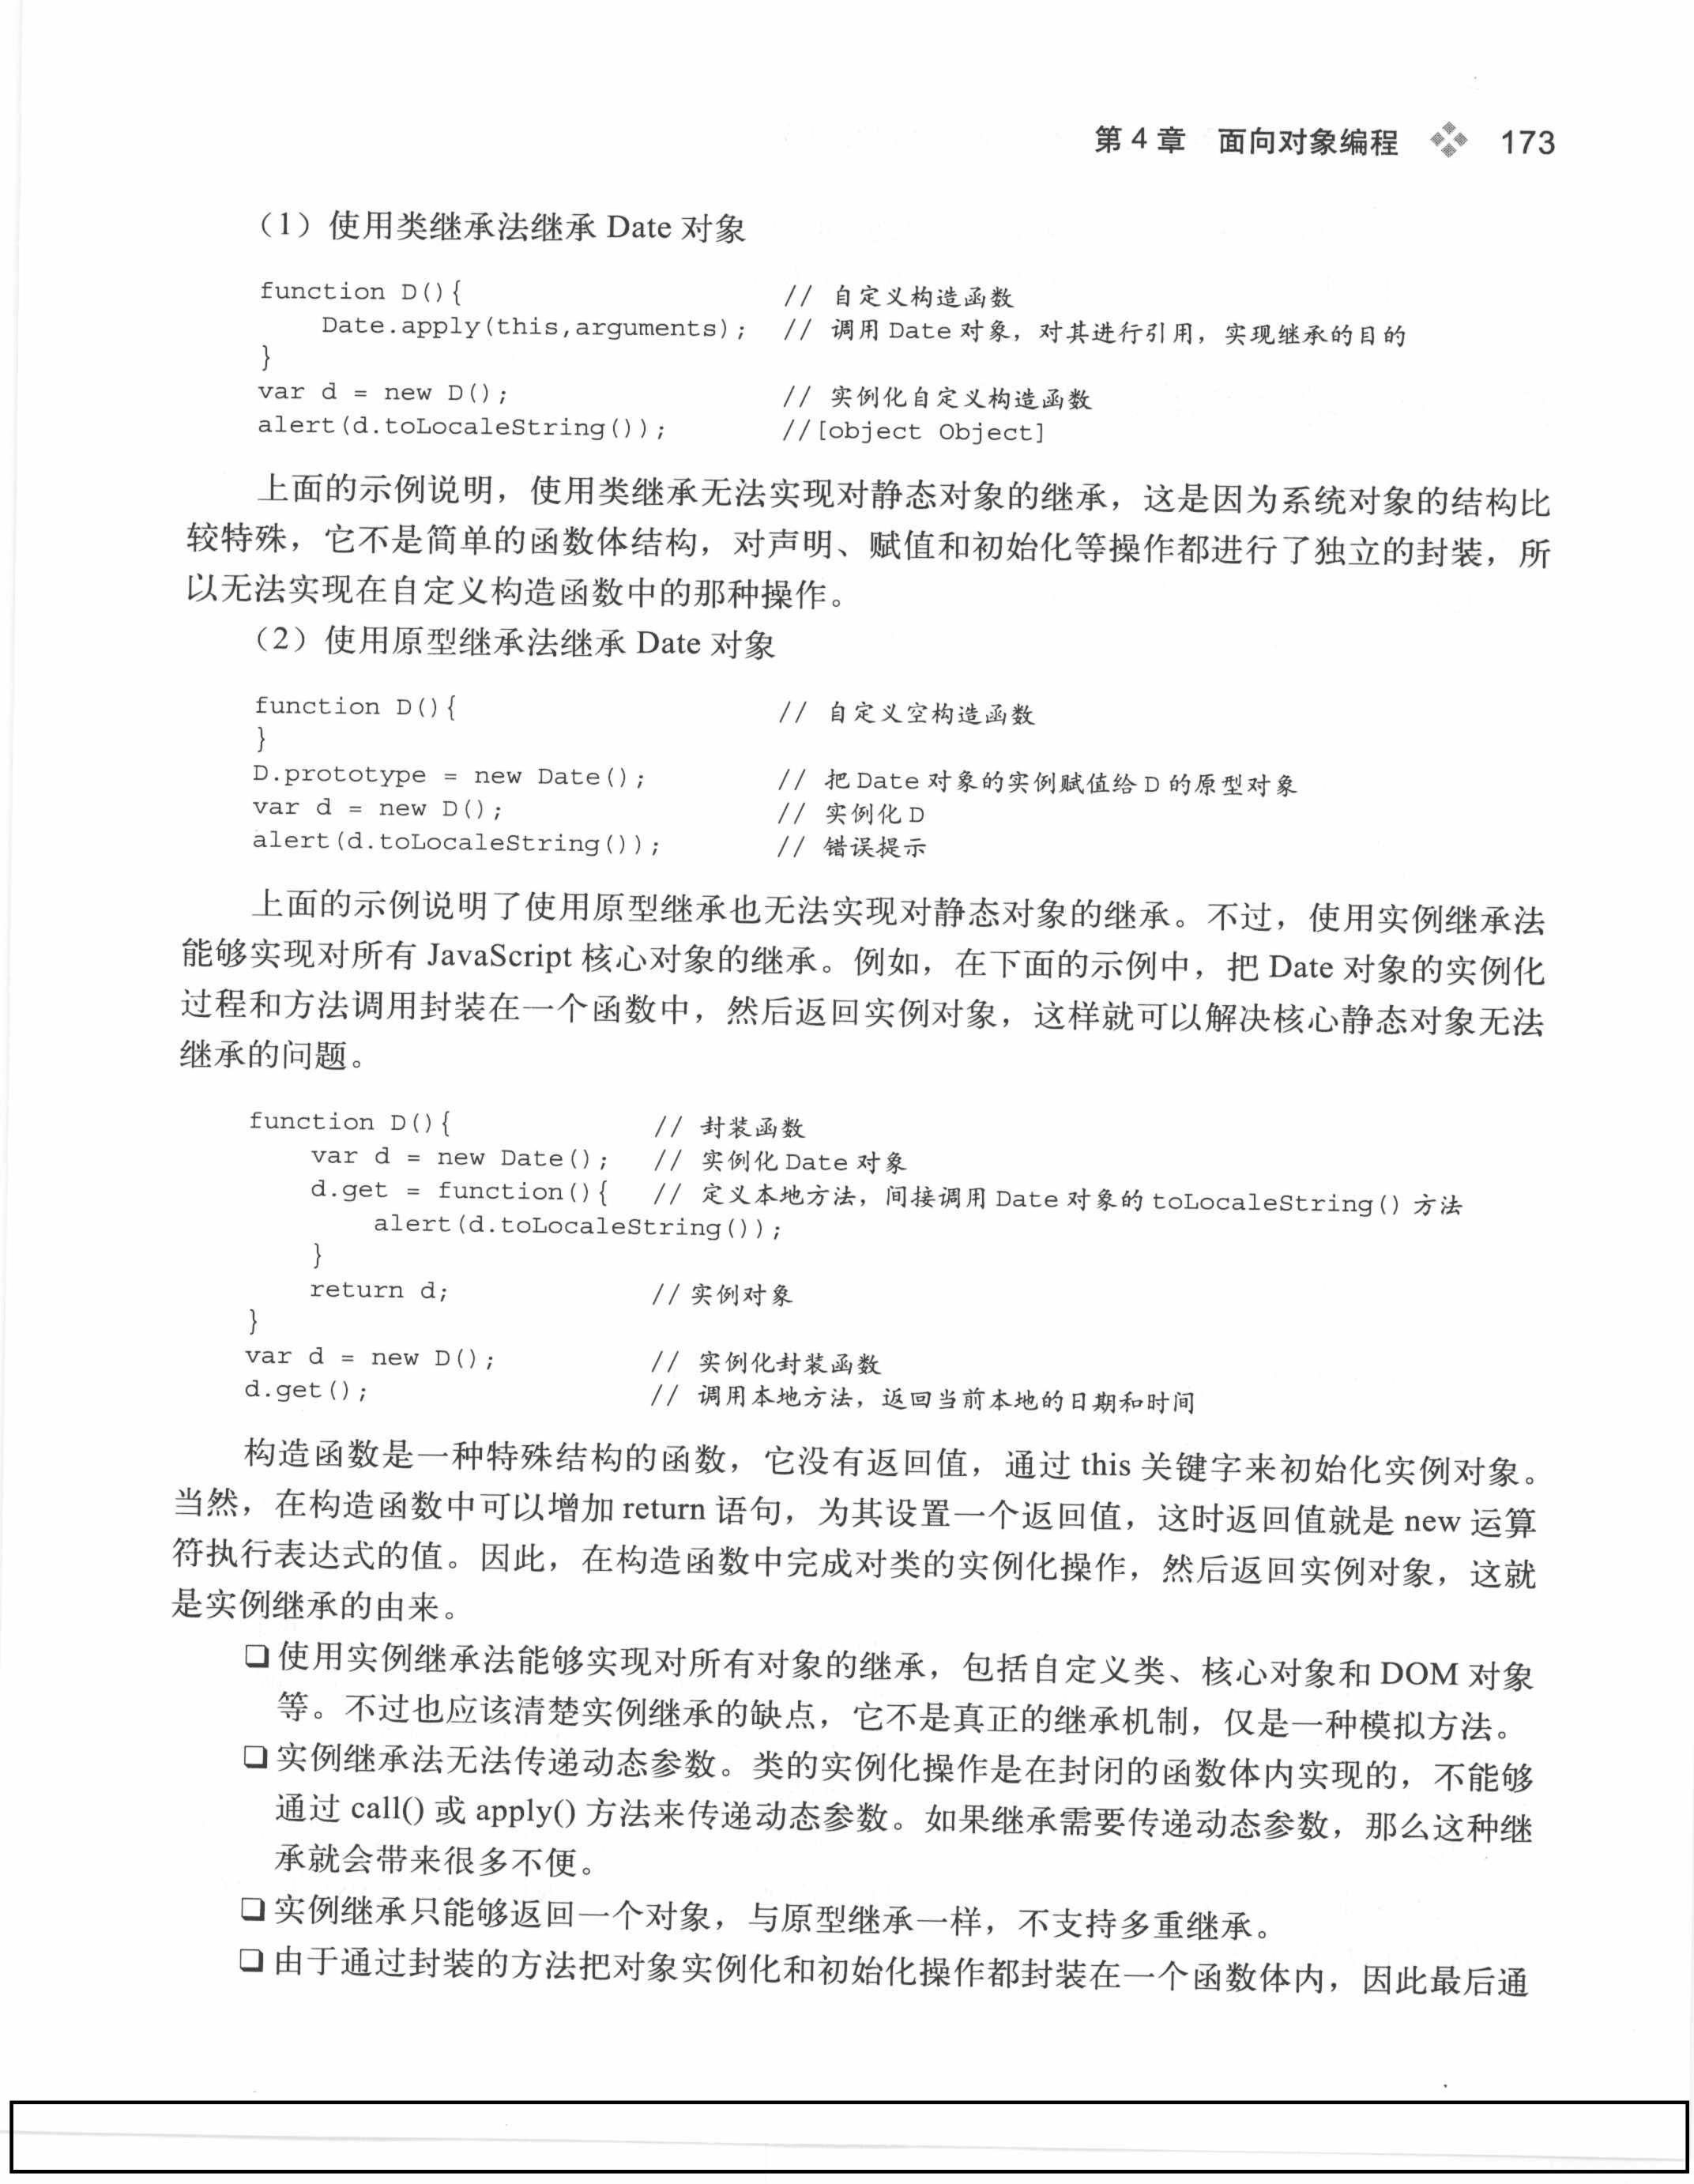 第 4 章 面向对象编程 173
（1）使用类继承法继承 Date 对象
function D(){ // 自定义构造函数
    Date.apply(this,arguments); // 调用 Date 对象，对其进行引用，实现继承的目的
}
var d = new D(); // 实例化自定义构造函数
alert(d.toLocaleString()); //[object Object]
上面的示例说明，使用类继承无法实现对静态对象的继承，这是因为系统对象的结构比
较特殊，它不是简单的函数体结构，对声明、赋值和初始化等操作都进行了独立的封装，所
以无法实现在自定义构造函数中的那种操作。
（2）使用原型继承法继承 Date 对象
function D(){ // 自定义空构造函数
}
D.prototype = new Date(); // 把 Date 对象的实例赋值给 D 的原型对象
var d = new D(); // 实例化 D
alert(d.toLocaleString()); // 错误提示
上面的示例说明了使用原型继承也无法实现对静态对象的继承。不过，使用实例继承法
能够实现对所有 JavaScript 核心对象的继承。例如，在下面的示例中，把 Date 对象的实例化
过程和方法调用封装在一个函数中，然后返回实例对象，这样就可以解决核心静态对象无法
继承的问题。
function D(){ // 封装函数
    var d = new Date(); // 实例化 Date 对象
    d.get = function(){ // 定义本地方法，间接调用 Date 对象的 toLocaleString() 方法
        alert(d.toLocaleString());
    }
    return d; // 实例对象
}
var d = new D(); // 实例化封装函数
d.get(); // 调用本地方法，返回当前本地的日期和时间
构造函数是一种特殊结构的函数，它没有返回值，通过 this 关键字来初始化实例对象。
当然，在构造函数中可以增加 return 语句，为其设置一个返回值，这时返回值就是 new 运算
符执行表达式的值。因此，在构造函数中完成对类的实例化操作，然后返回实例对象，这就
是实例继承的由来。
❑ 使用实例继承法能够实现对所有对象的继承，包括自定义类、核心对象和 DOM 对象
等。不过也应该清楚实例继承的缺点，它不是真正的继承机制，仅是一种模拟方法。
❑ 实例继承法无法传递动态参数。类的实例化操作是在封闭的函数体内实现的，不能够
通过 call() 或 apply() 方法来传递动态参数。如果继承需要传递动态参数，那么这种继
承就会带来很多不便。
❑ 实例继承只能够返回一个对象，与原型继承一样，不支持多重继承。
❑ 由于通过封装的方法把对象实例化和初始化操作都封装在一个函数体内，因此最后通